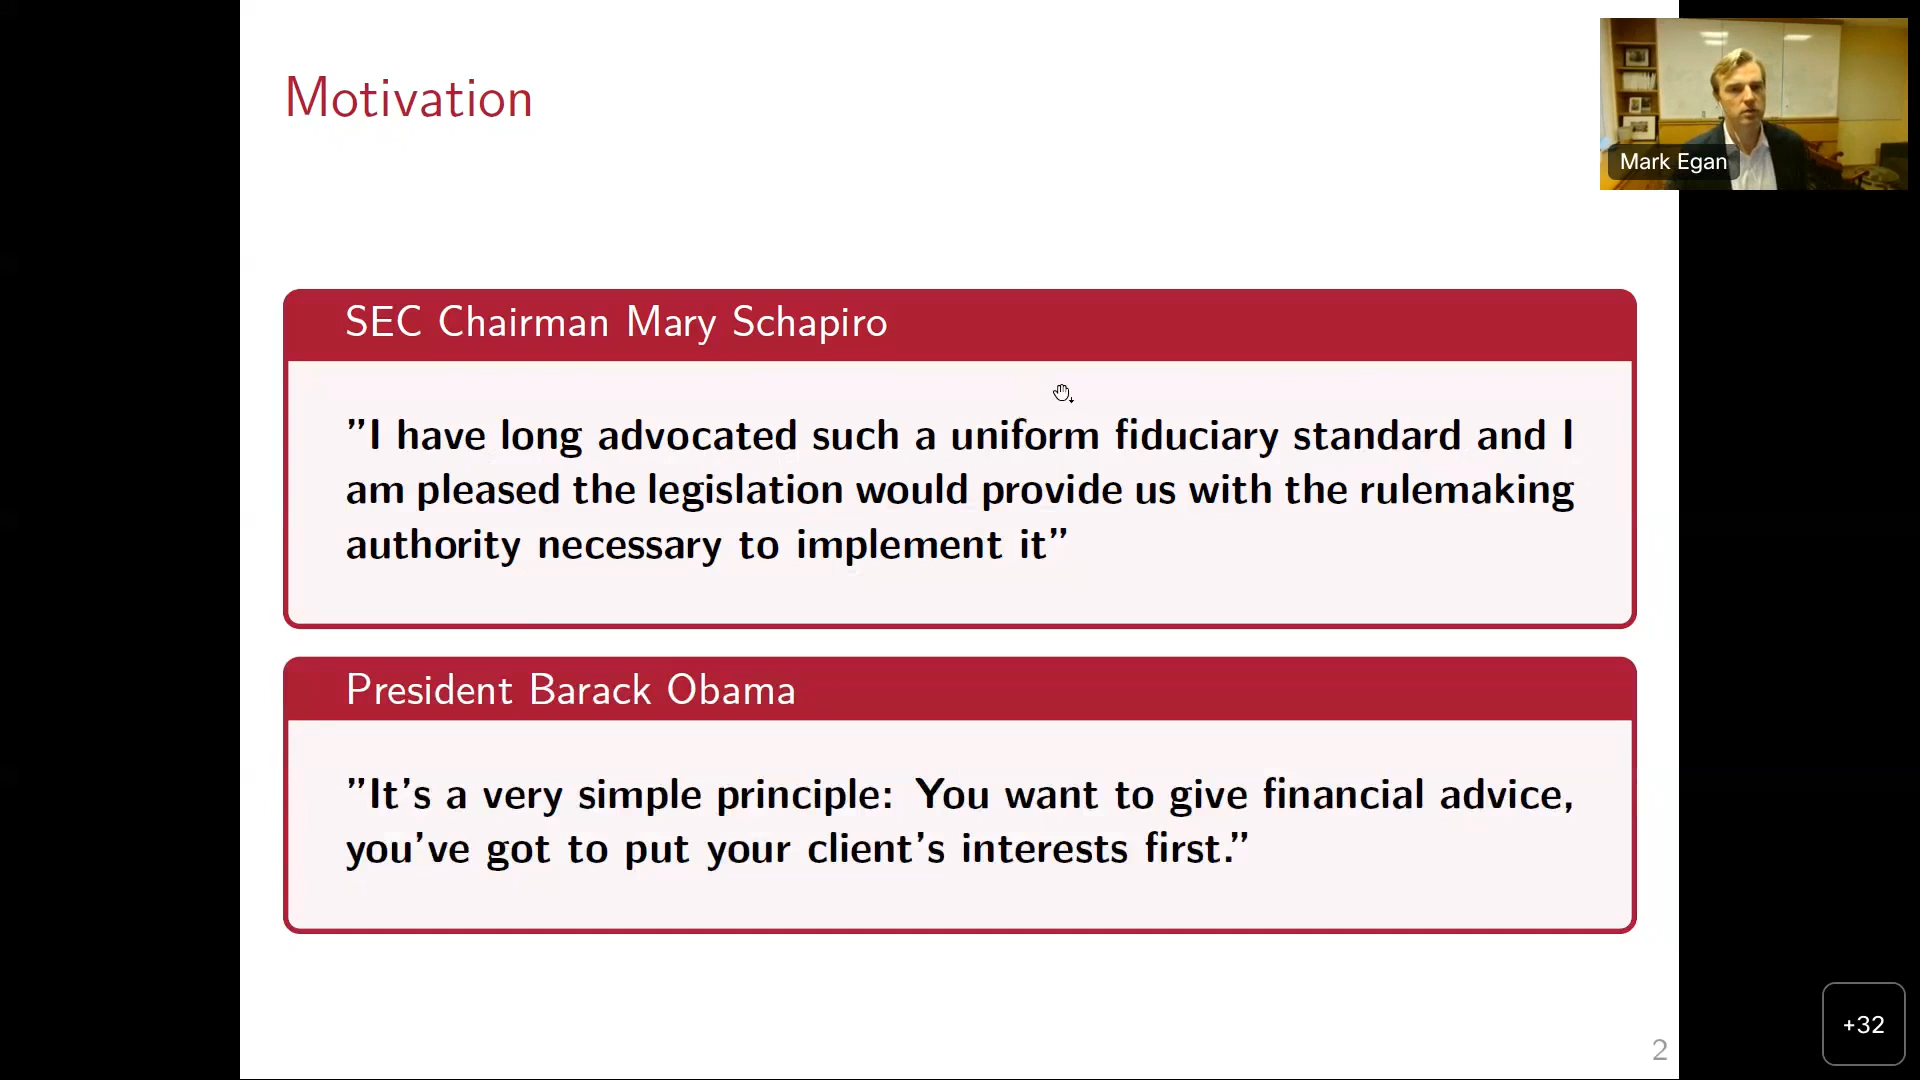 Motivation
Mark Egan
SEC Chairman Mary Schapiro
”I have long advocated such a uniform fiduciary standard and I
am pleased the legislation would provide us with the rulemaking
authority necessary to implement it”
President Barack Obama
”It’s a very simple principle: You want to give financial advice,
you’ve got to put your client’s interests first.”
+32
2